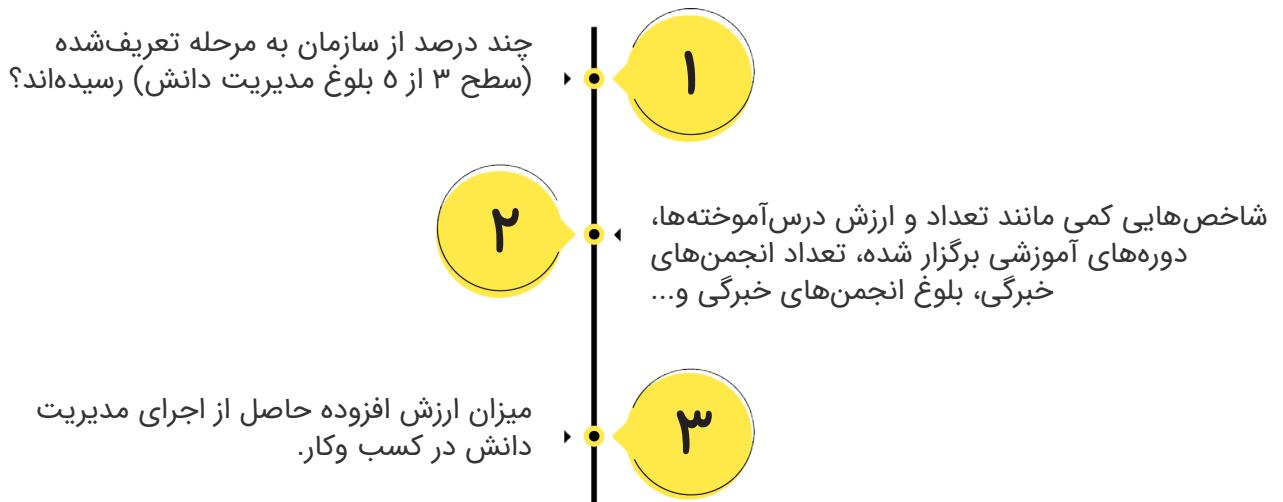 ۱
چند درصد از سازمان به مرحله تعریف‌شده
(سطح ۳ از ۵ بلوغ مدیریت دانش) رسیده‌اند؟
۲
شاخص‌هایی کمی مانند تعداد و ارزش درس‌آموخته‌ها،
دوره‌های آموزشی برگزار شده، تعداد انجمن‌های
خبرگی، بلوغ انجمن‌های خبرگی و...
۳
میزان ارزش افزوده حاصل از اجرای مدیریت
دانش در کسب وکار.